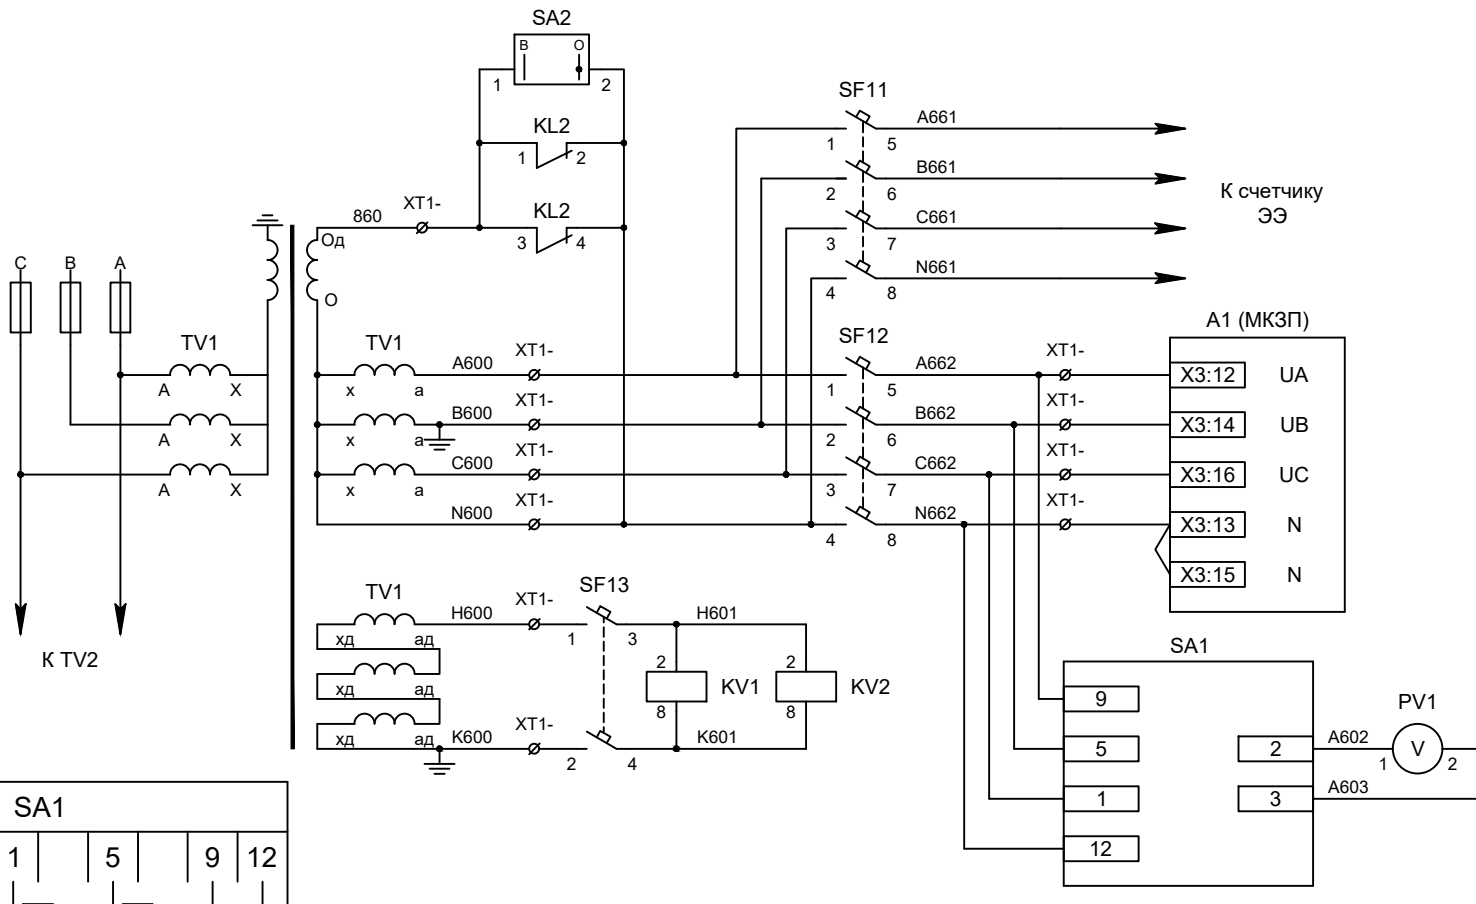 SA2
В О
1 2
KL2
1 2
860 XT1-
KL2
3 4
Од
О
SF11
1 5 A661
2 6 B661
3 7 C661
4 8 N661
К счетчику
ЭЭ
C B A
TV1
A X
A X
A X
К TV2
TV1
x a A600 XT1-
x a B600 XT1-
x a C600 XT1-
N600 XT1-
SF12
1 5 A662 XT1-
2 6 B662 XT1-
3 7 C662 XT1-
4 8 N662 XT1-
A1 (МКЗП)
X3:12 UA
X3:14 UB
X3:16 UC
X3:13 N
X3:15 N
TV1
хд ад H600 XT1-
хд ад
хд ад K600 XT1-
SF13
1 3 H601
2 4 K601
2 KV1 8
2 KV2 8
SA1
9
5 2
1 3
12
A602
A603
PV1
1 V 2
SA1
1 5 9 12